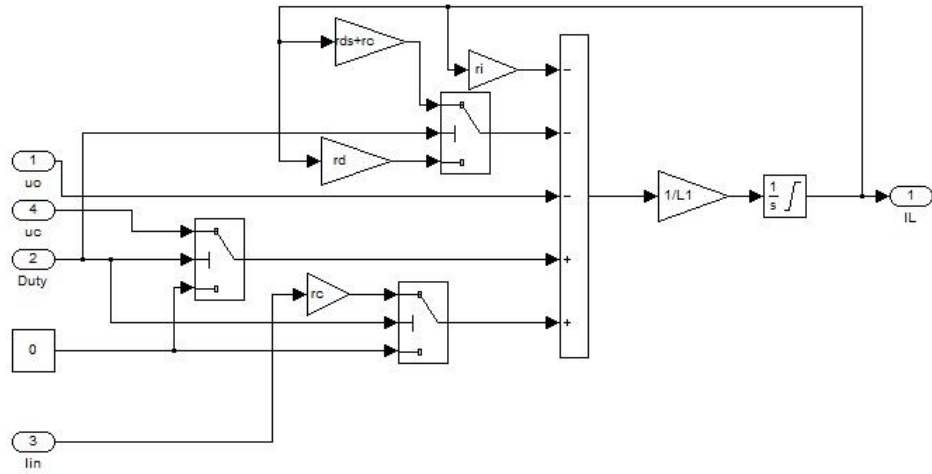 rds+rc
ri
−
−
rd
1
uo
−
1/L1
1
s
1
IL
4
uc
2
Duty
+
rc
+
0
3
Iin